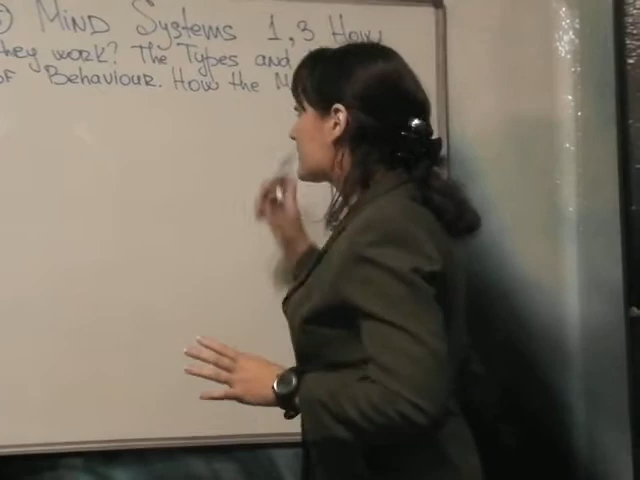 MIND Systems 1,3 How
they work? The Types and
of Behaviour. How the